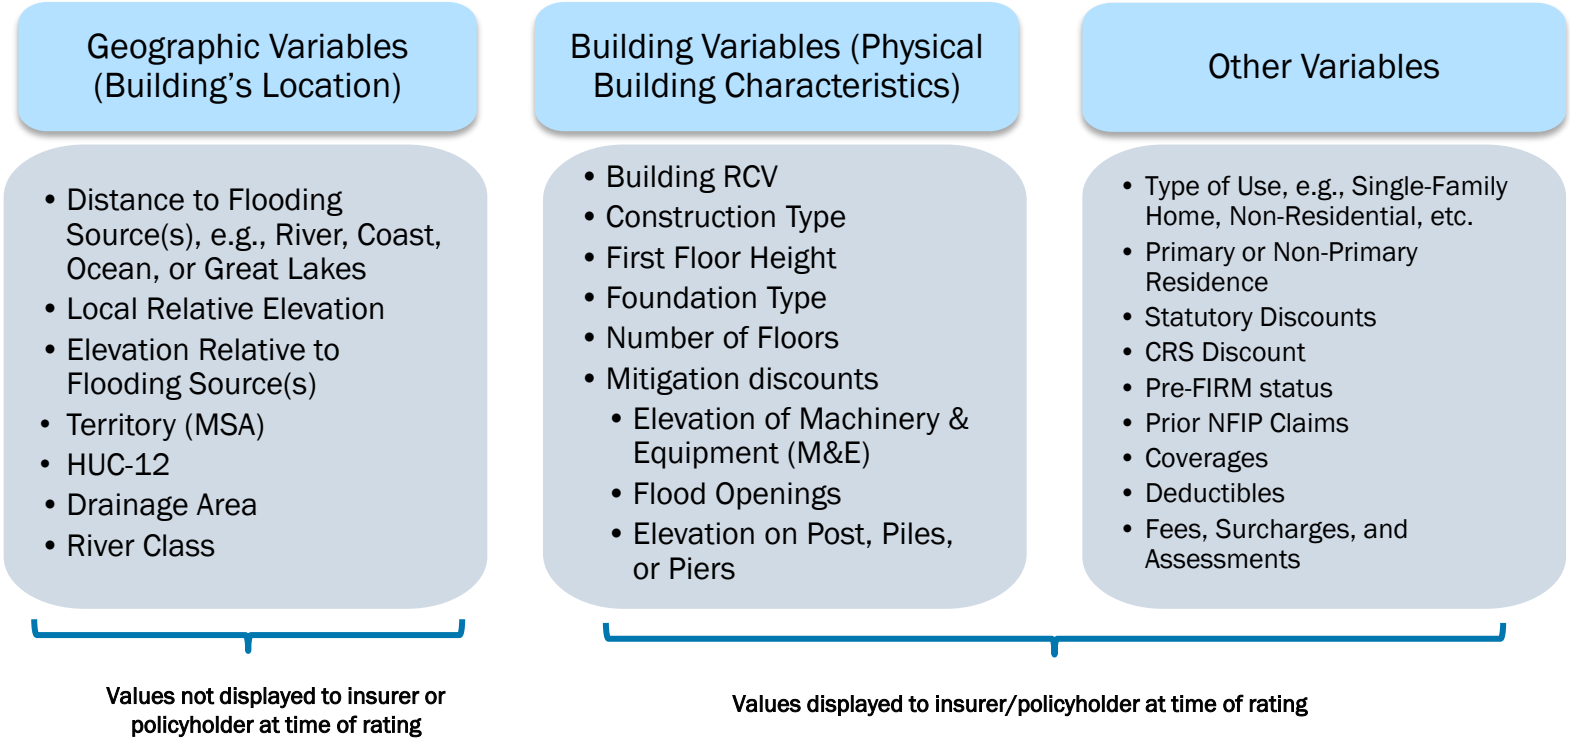 Geographic Variables
(Building's Location)
• Distance to Flooding
Source(s), e.g., River, Coast,
Ocean, or Great Lakes
• Local Relative Elevation
• Elevation Relative to
Flooding Source(s)
• Territory (MSA)
• HUC-12
• Drainage Area
• River Class
Values not displayed to insurer or
policyholder at time of rating
Building Variables (Physical
Building Characteristics)
• Building RCV
• Construction Type
• First Floor Height
• Foundation Type
• Number of Floors
• Mitigation discounts
• Elevation of Machinery &
Equipment (M&E)
• Flood Openings
• Elevation on Post, Piles,
or Piers
Other Variables
• Type of Use, e.g., Single-Family
Home, Non-Residential, etc.
• Primary or Non-Primary
Residence
• Statutory Discounts
• CRS Discount
• Pre-FIRM status
• Prior NFIP Claims
• Coverages
• Deductibles
• Fees, Surcharges, and
Assessments
Values displayed to insurer/policyholder at time of rating